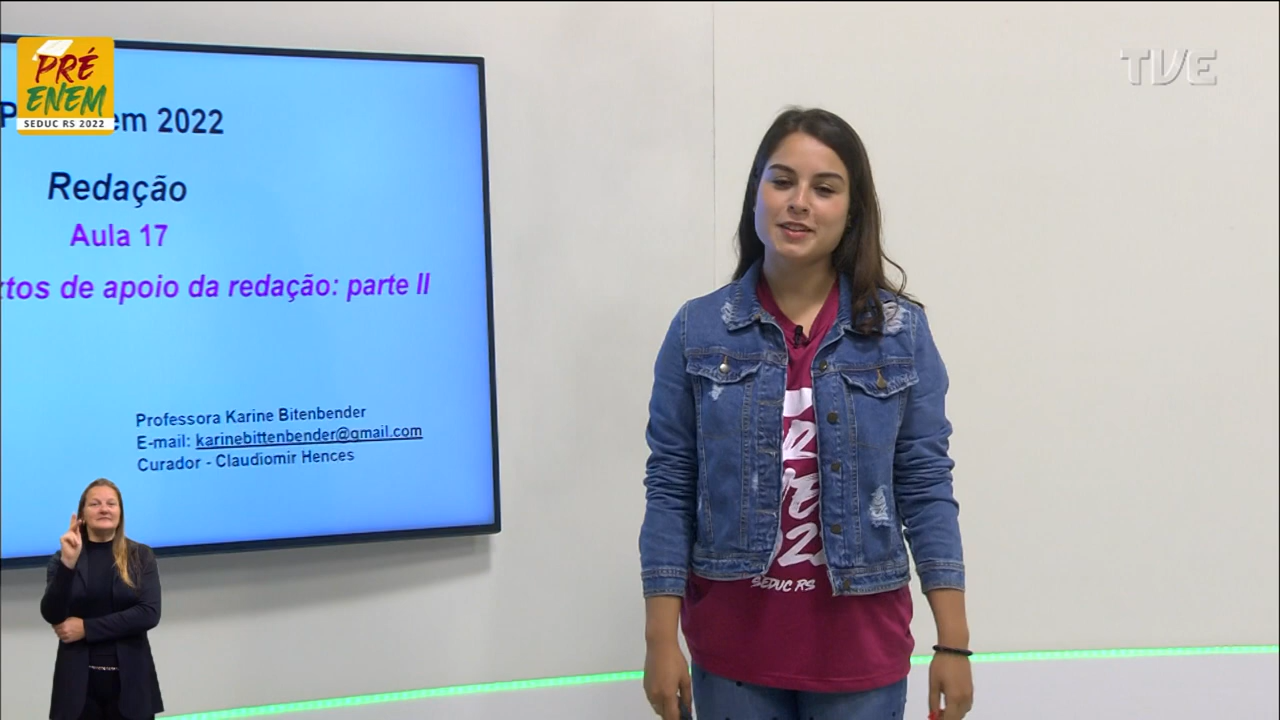 PRÉ
ENEM
SEDUC RS 2022
TVE
em 2022
Redação
Aula 17
de apoio da redação: parte II
Professora Karine Bitenbender
E-mail: karinebittenbender@gmail.com
Curador - Claudiomir Hences
SEDUC RS